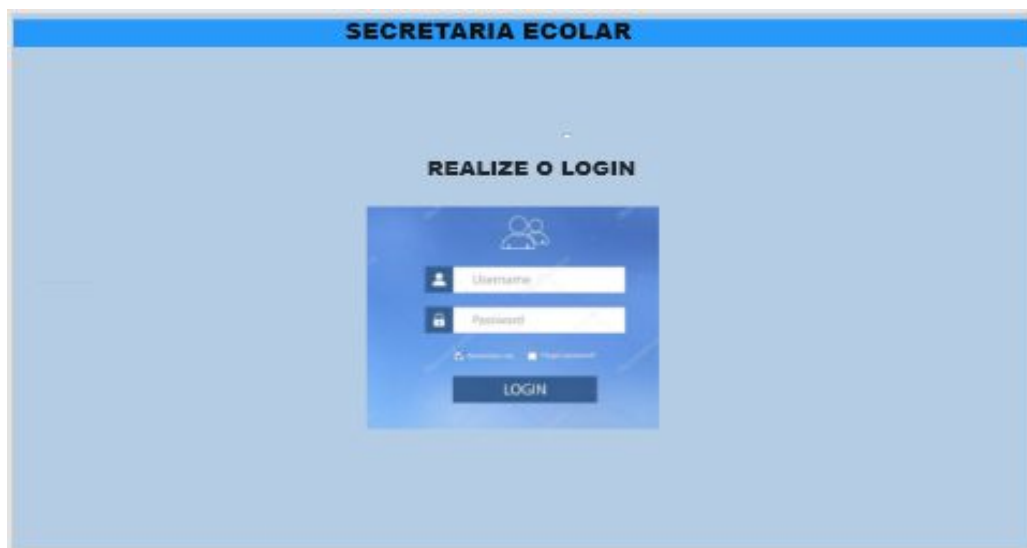 SECRETARIA ECOLAR
REALIZE O LOGIN
Username
Password
LOGIN